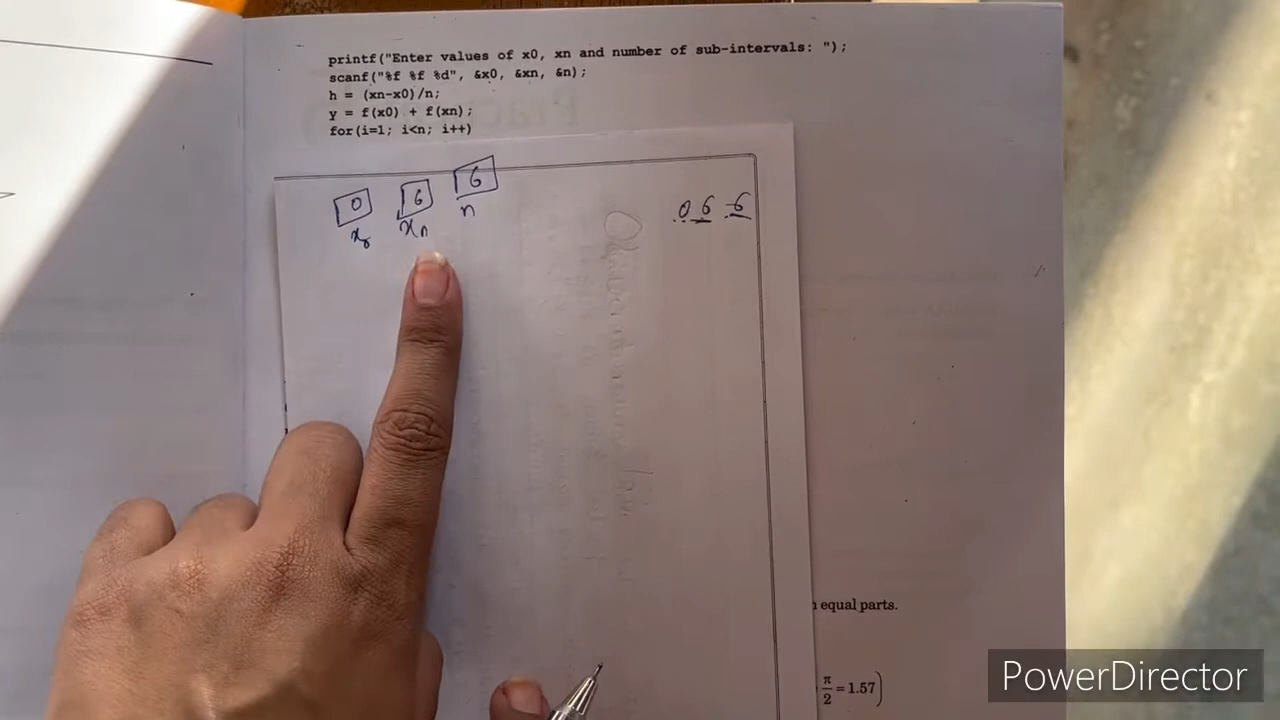 printf("Enter values of x0, xn and number of sub-intervals: ");
scanf("%f %f %d", &x0, &xn, &n);
h = (xn-x0)/n;
y = f(x0) + f(xn);
for(i=1; i<n; i++)
0 6 6
x₀ xn n
0 6 6
equal parts.
π/2 = 1.57)
PowerDirector